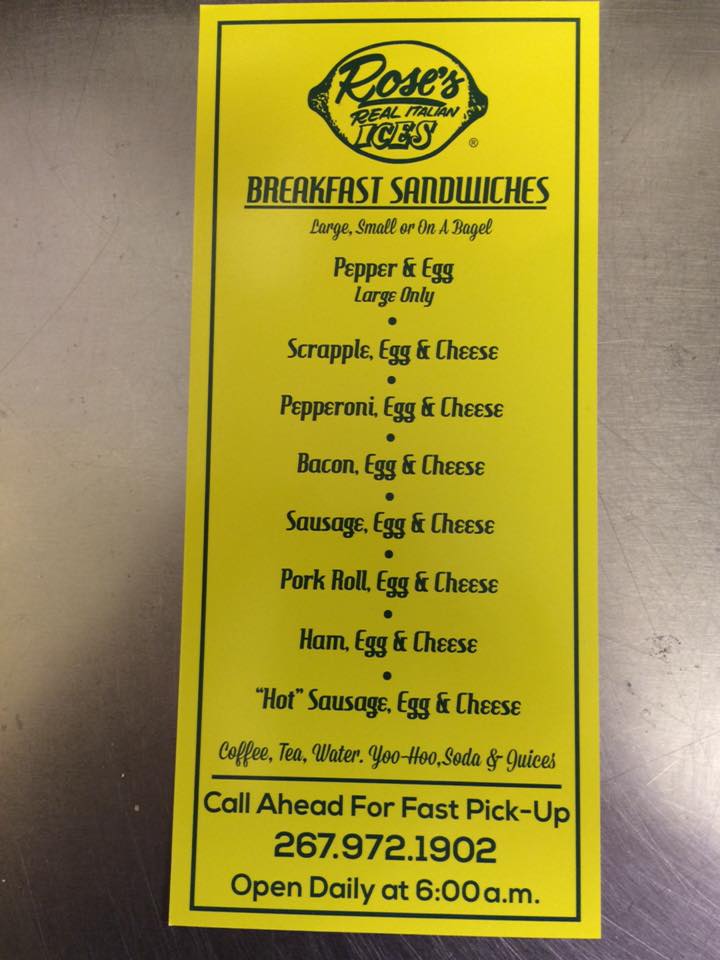 Rose's
REAL ITALIAN
ICES
®
BREAKFAST SANDWICHES
Large, Small or On A Bagel
Pepper & Egg
Large Only
•
Scrapple, Egg & Cheese
•
Pepperoni, Egg & Cheese
•
Bacon, Egg & Cheese
•
Sausage, Egg & Cheese
•
Pork Roll, Egg & Cheese
•
Ham, Egg & Cheese
•
“Hot” Sausage, Egg & Cheese
Coffee, Tea, Water. Yoo-Hoo,Soda & Juices
Call Ahead For Fast Pick-Up
267.972.1902
Open Daily at 6:00a.m.